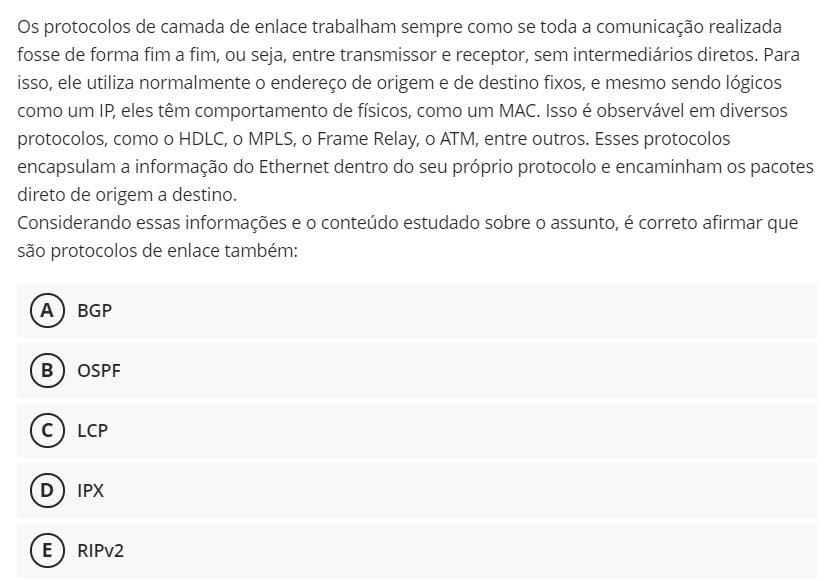 Os protocolos de camada de enlace trabalham sempre como se toda a comunicação realizada
fosse de forma fim a fim, ou seja, entre transmissor e receptor, sem intermediários diretos. Para
isso, ele utiliza normalmente o endereço de origem e de destino fixos, e mesmo sendo lógicos
como um IP, eles têm comportamento de físicos, como um MAC. Isso é observável em diversos
protocolos, como o HDLC, o MPLS, o Frame Relay, o ATM, entre outros. Esses protocolos
encapsulam a informação do Ethernet dentro do seu próprio protocolo e encaminham os pacotes
direto de origem a destino.
Considerando essas informações e o conteúdo estudado sobre o assunto, é correto afirmar que
são protocolos de enlace também:
A BGP
B OSPF
C LCP
D IPX
E RIPv2